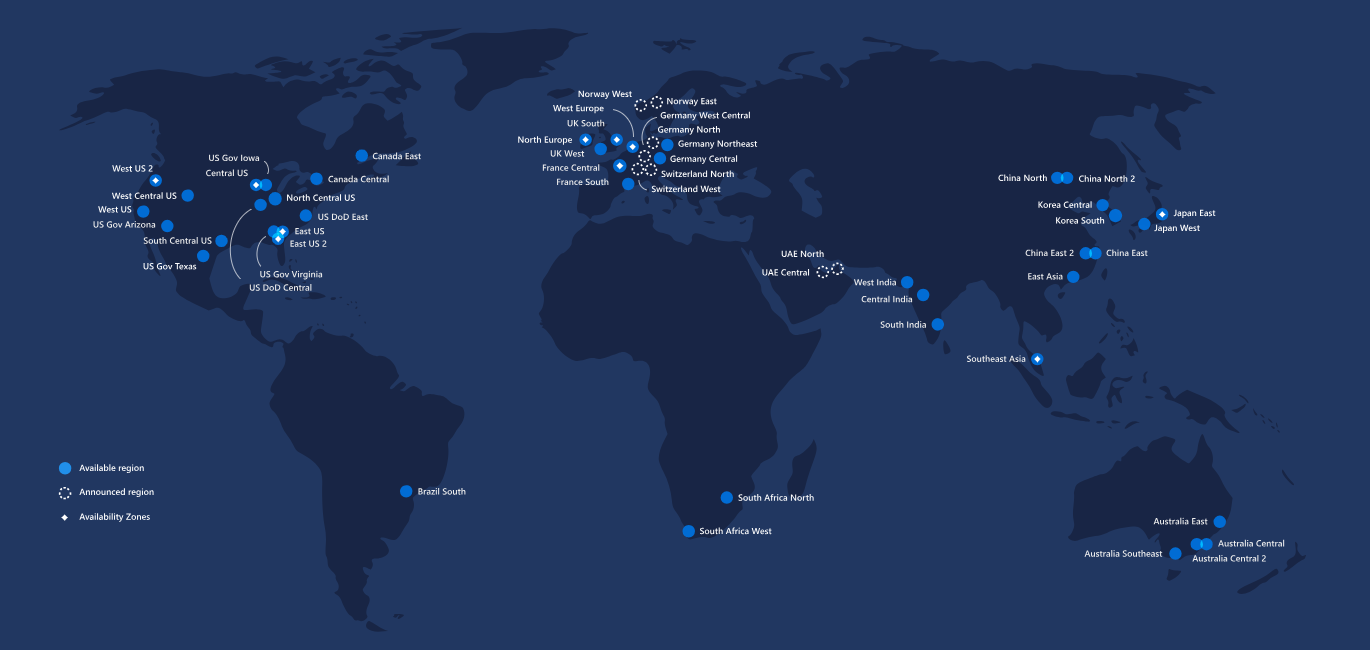 Norway West
Norway East
West Europe
Germany West Central
UK South
Germany North
North Europe
Germany Northeast
UK West
Germany Central
France Central
Switzerland North
France South
Switzerland West
US Gov Iowa
Canada East
West US 2
Central US
Canada Central
West Central US
North Central US
West US
US DoD East
US Gov Arizona
East US
South Central US
East US 2
US Gov Texas
US Gov Virginia
US DoD Central
China North
China North 2
Korea Central
Japan East
Korea South
Japan West
UAE North
China East 2
China East
UAE Central
East Asia
West India
Central India
South India
Southeast Asia
Available region
Announced region
Availability Zones
Brazil South
South Africa North
South Africa West
Australia East
Australia Central
Australia Southeast
Australia Central 2